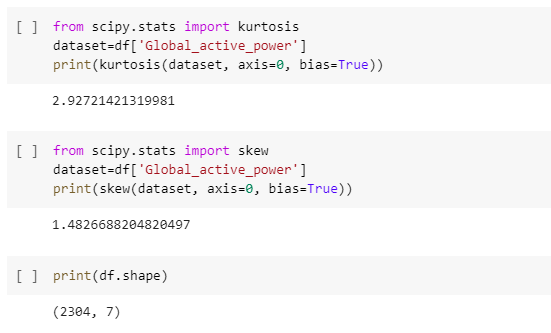 [ ] from scipy.stats import kurtosis
dataset=df['Global_active_power']
print(kurtosis(dataset, axis=0, bias=True))
2.92721421319981
[ ] from scipy.stats import skew
dataset=df['Global_active_power']
print(skew(dataset, axis=0, bias=True))
1.4826688204820497
[ ] print(df.shape)
(2304, 7)